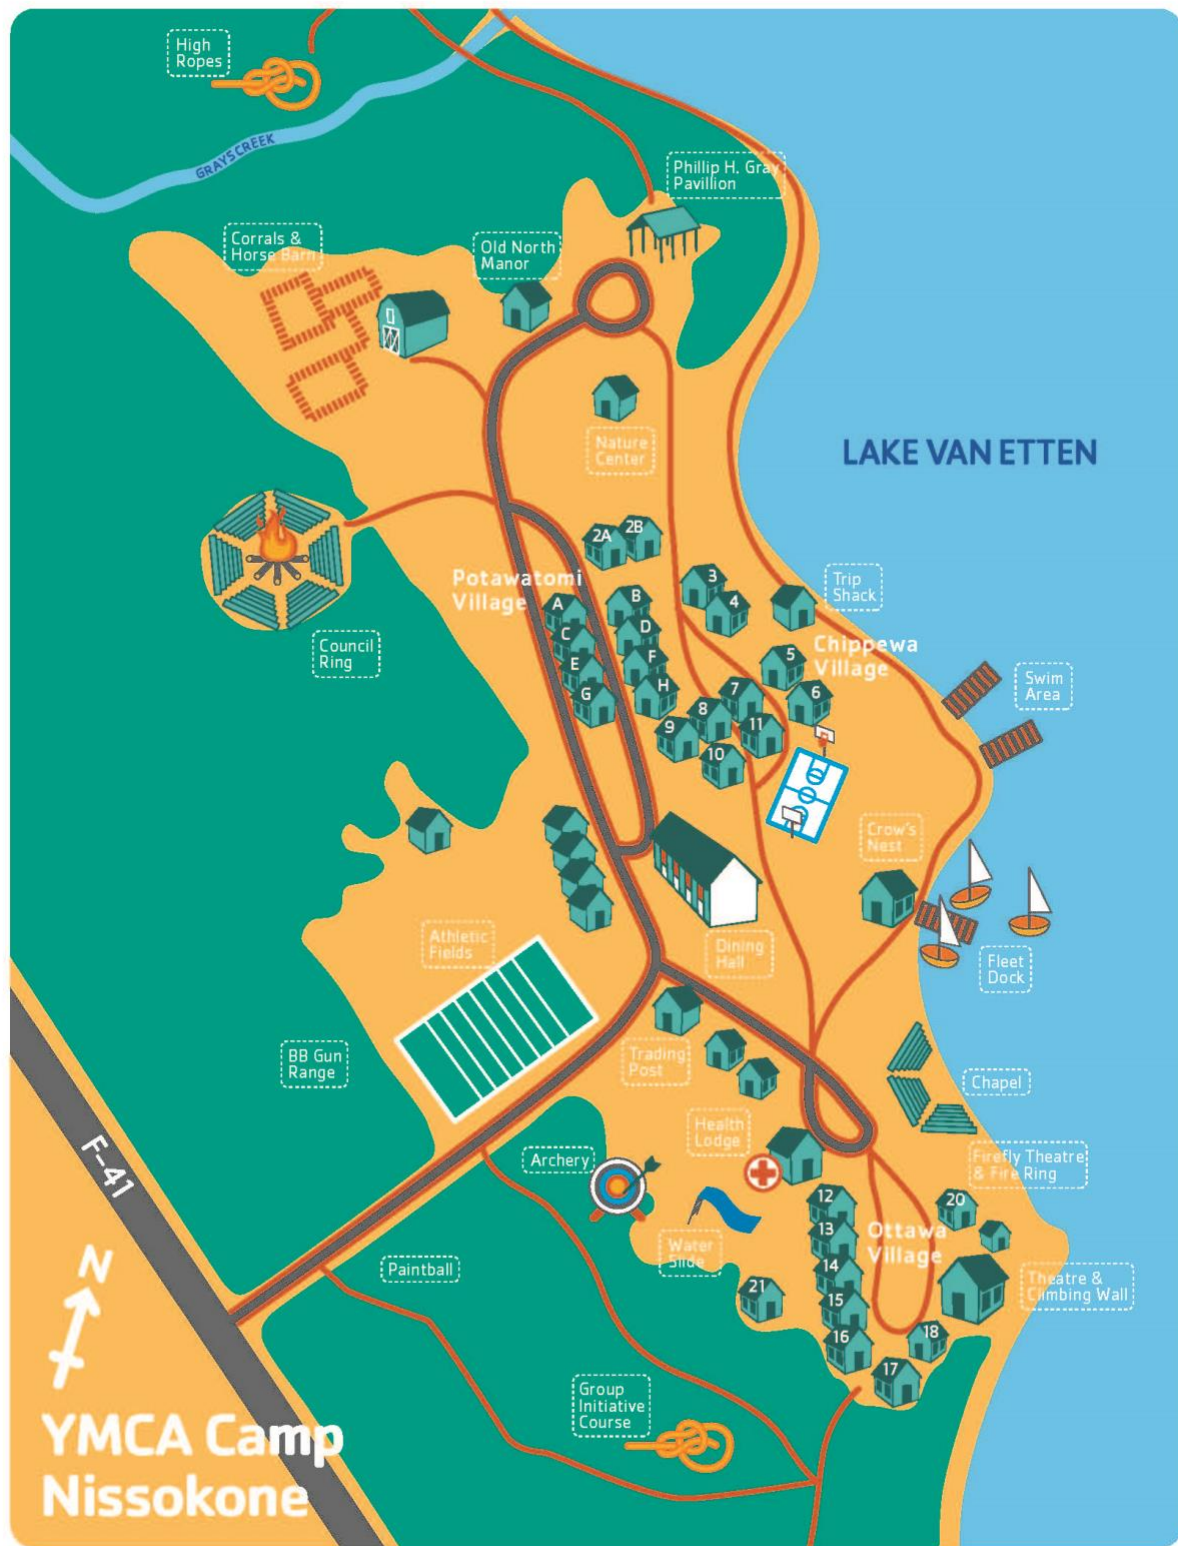 High
Ropes
GRAYS CREEK
Phillip H. Gray
Pavillion
Corrals &
Horse Barn
Old North
Manor
LAKE VAN ETTEN
Nature
Center
2A
2B
Potawatomi
Village
A
B
C
D
E
F
G
H
3
4
Trip
Shack
Chippewa
Village
5
6
7
8
9
10
11
Council
Ring
Swim
Area
Crow's
Nest
Athletic
Fields
Dining
Hall
Fleet
Dock
BB Gun
Range
Trading
Post
Chapel
Health
Lodge
Archery
Firefly Theatre
& Fire Ring
F-41
12
13
14
15
16
17
18
20
21
Ottawa
Village
Water
Slide
Paintball
Theatre &
Climbing Wall
Group
Initiative
Course
N
YMCA Camp
Nissokone